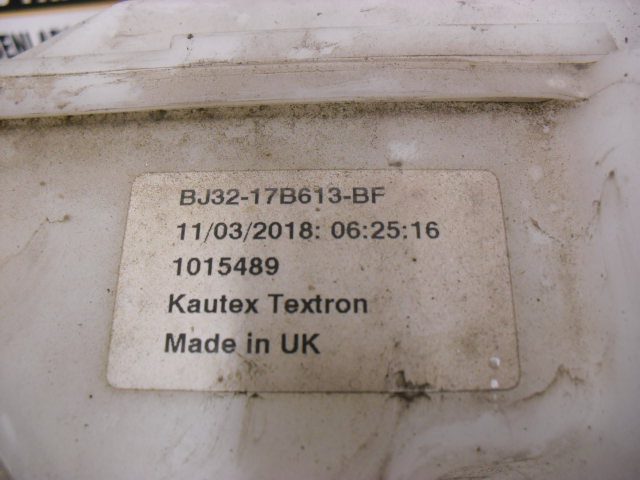 BJ32-17B613-BF
11/03/2018: 06:25:16
1015489
Kautex Textron
Made in UK